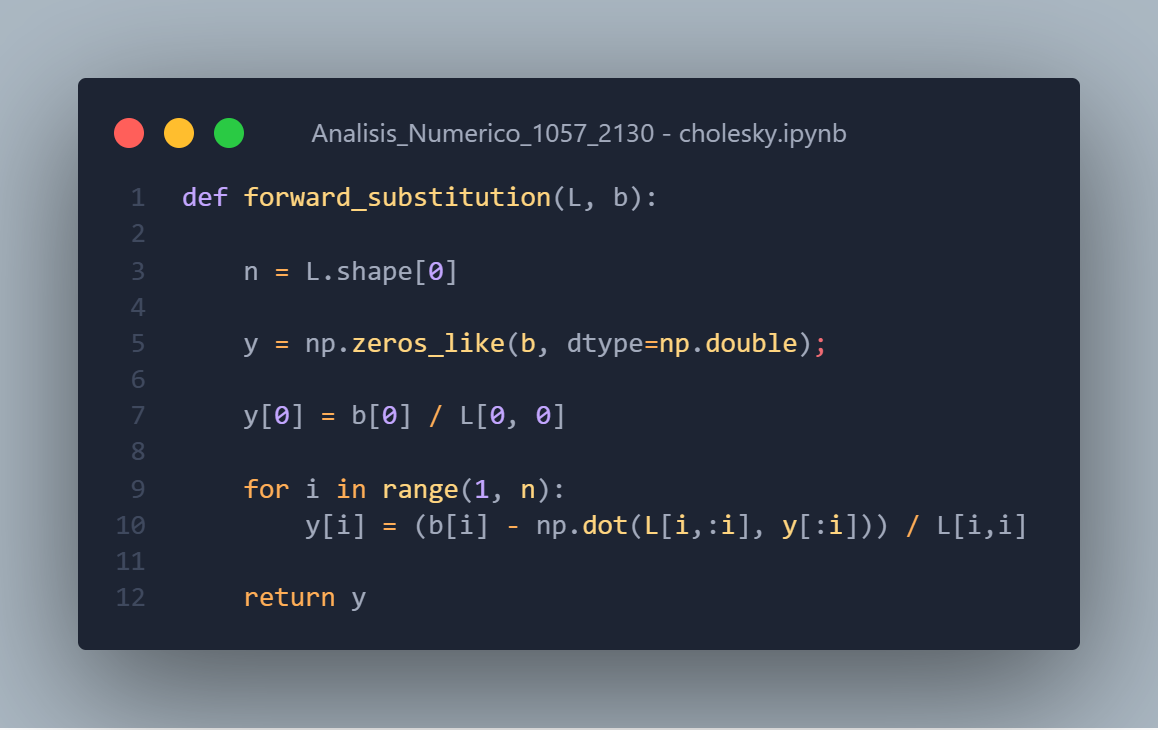 Analisis_Numerico_1057_2130 - cholesky.ipynb
1 def forward_substitution(L, b):
2
3     n = L.shape[0]
4
5     y = np.zeros_like(b, dtype=np.double);
6
7     y[0] = b[0] / L[0, 0]
8
9     for i in range(1, n):
10         y[i] = (b[i] - np.dot(L[i,:i], y[:i])) / L[i,i]
11
12     return y